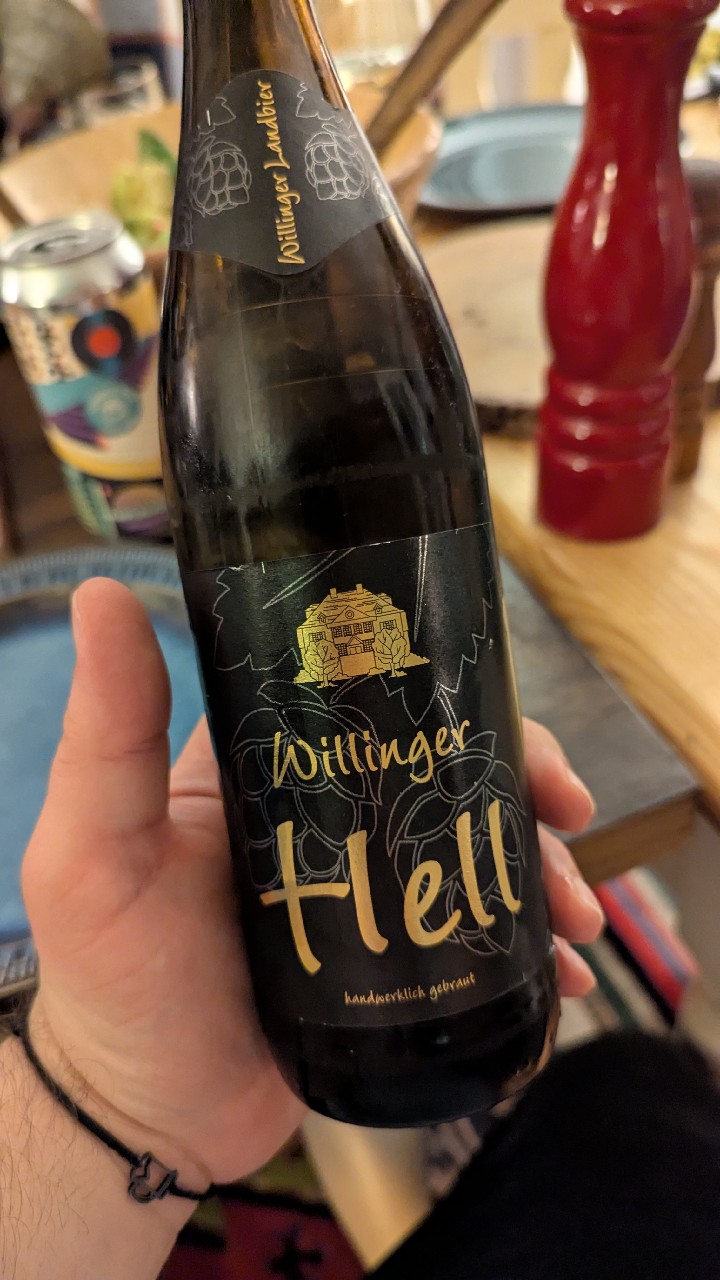 Willinger Landbier
Willinger
Hell
handwerklich gebraut